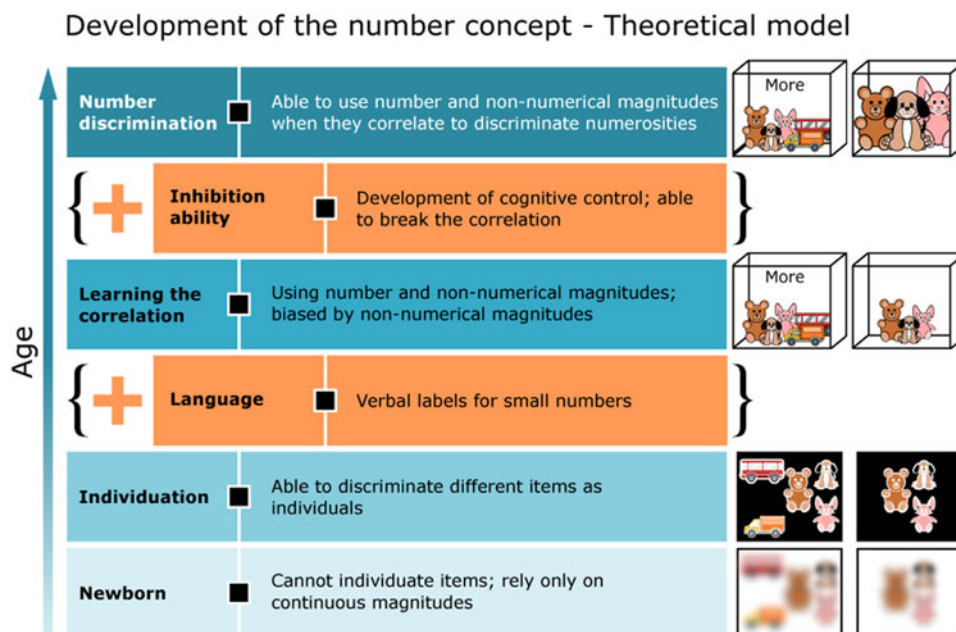 Development of the number concept - Theoretical model
Age
Number
discrimination
Able to use number and non-numerical magnitudes
when they correlate to discriminate numerosities
More
{
+
Inhibition
ability
Development of cognitive control; able
to break the correlation
}
Learning the
correlation
Using number and non-numerical magnitudes;
biased by non-numerical magnitudes
More
{
+
Language
Verbal labels for small numbers
}
Individuation
Able to discriminate different items as
individuals
Newborn
Cannot individuate items; rely only on
continuous magnitudes